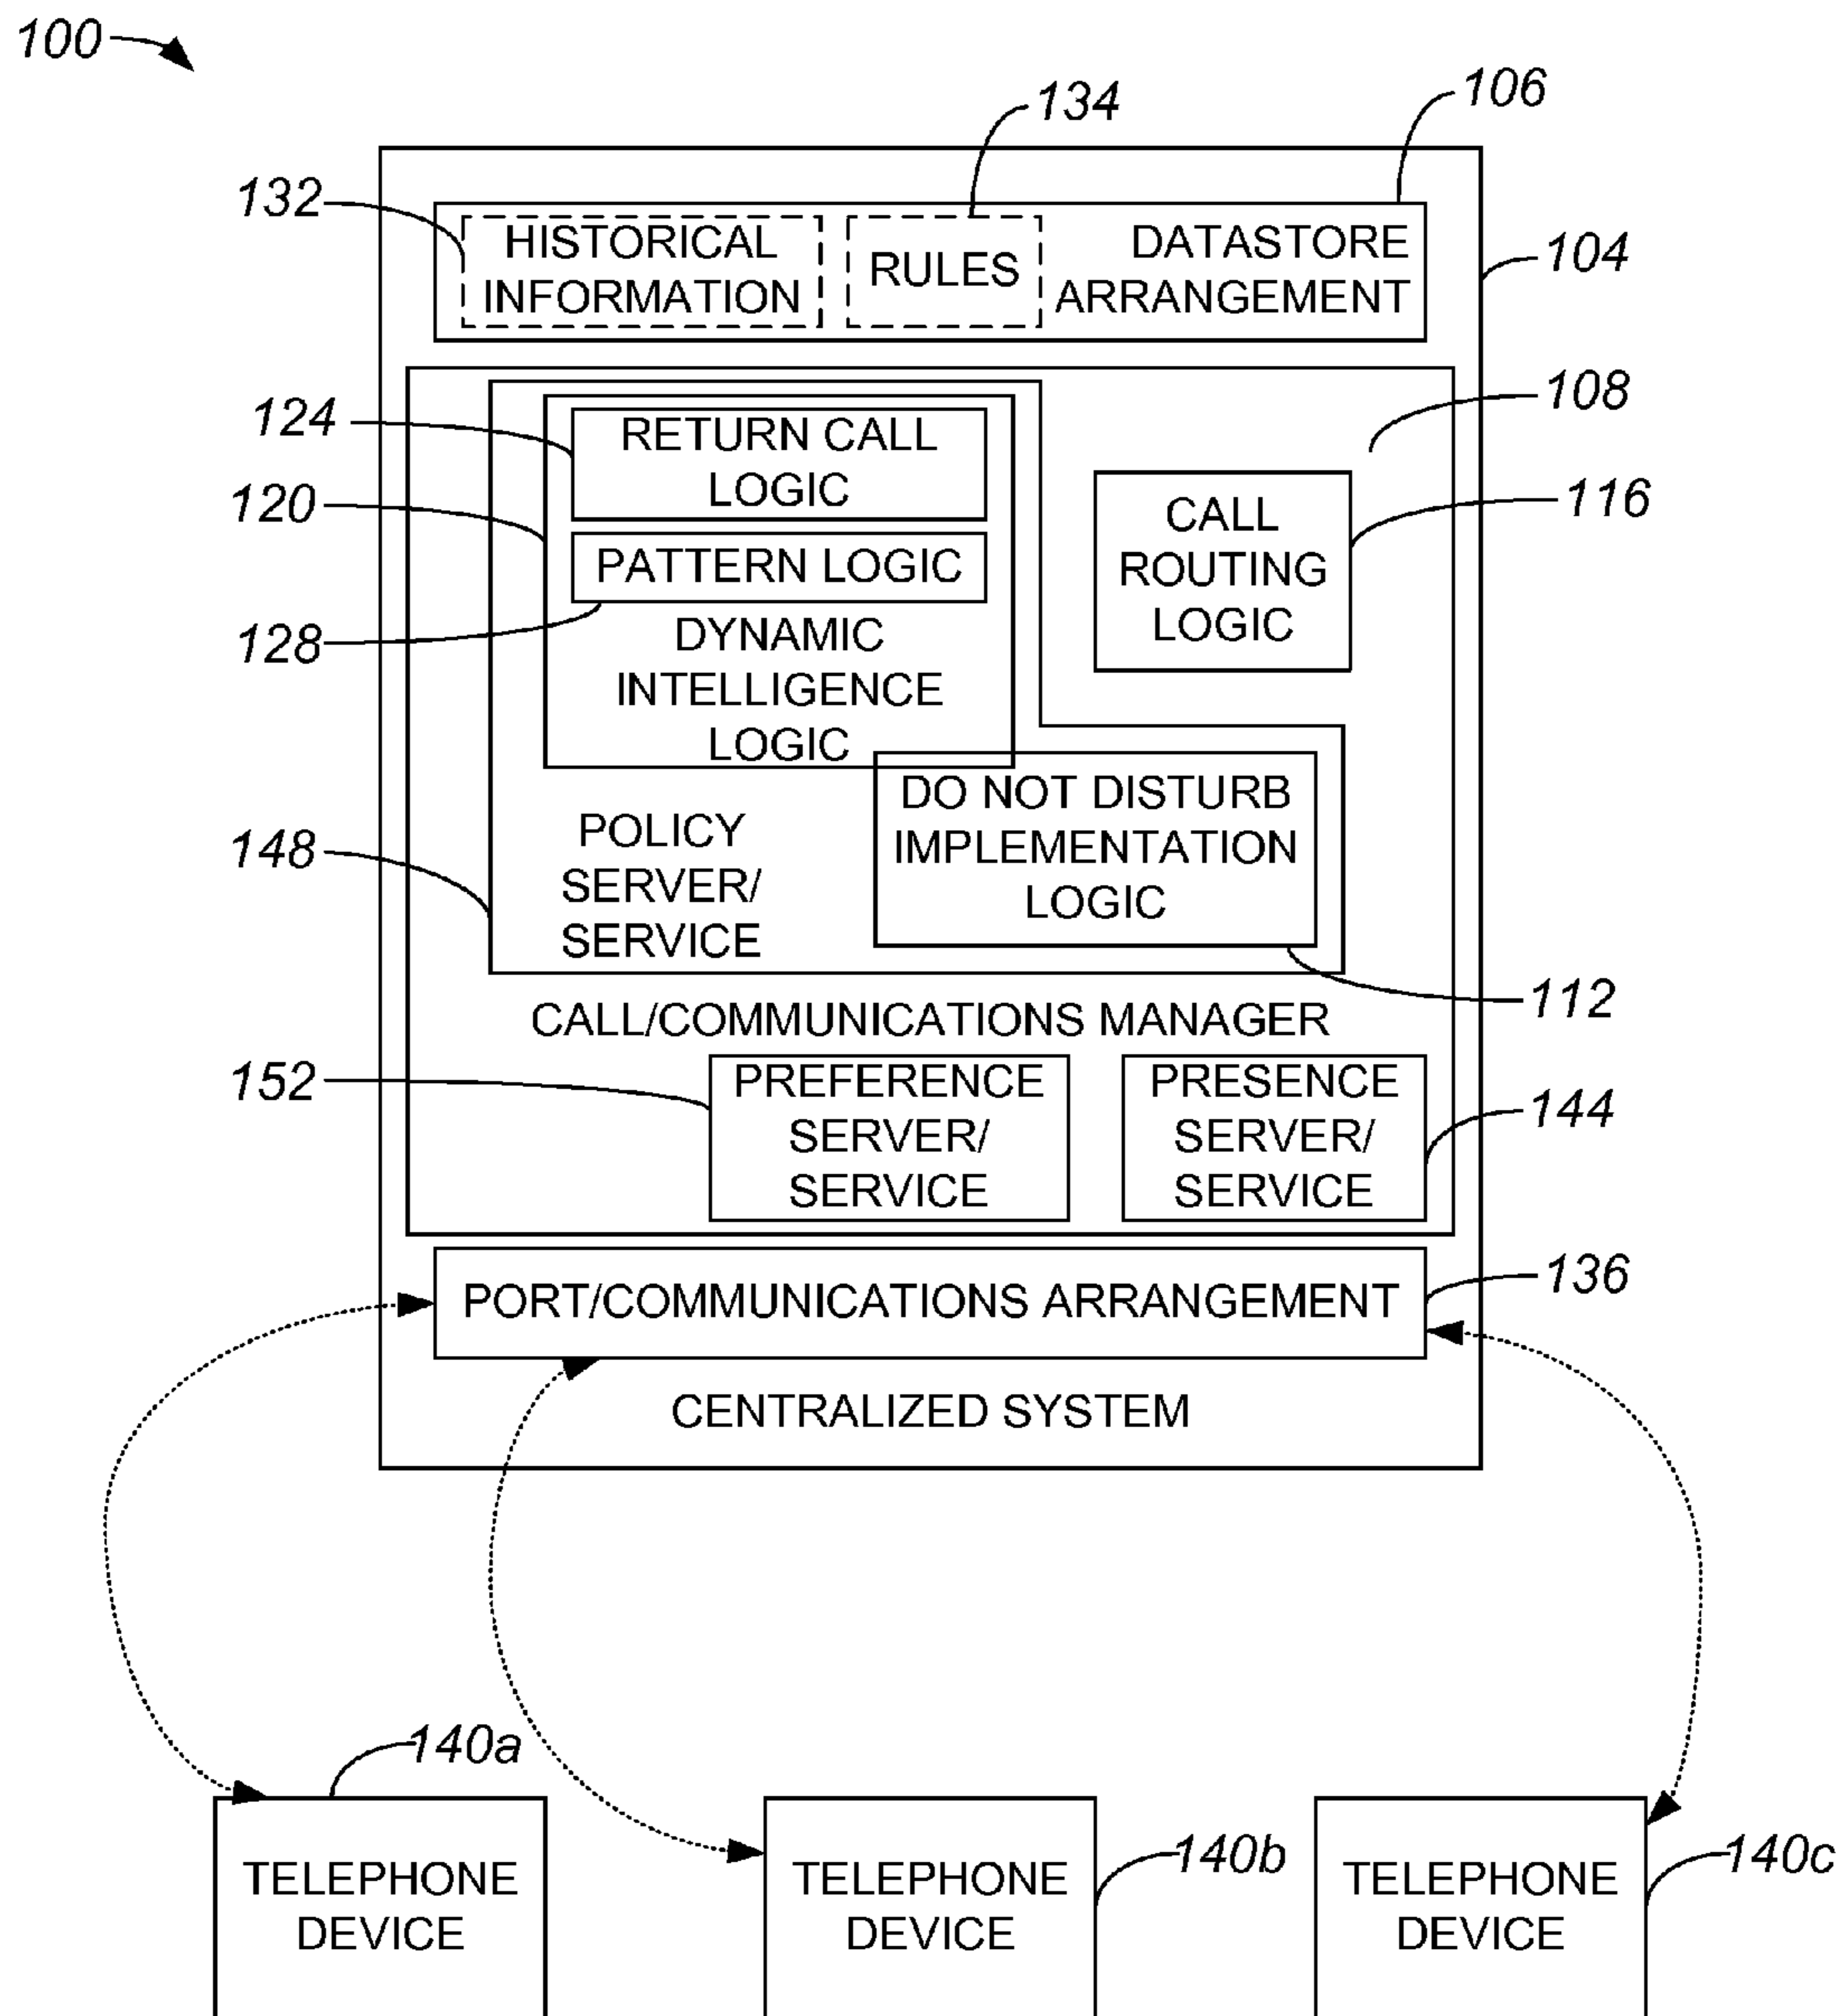 100
134
106
132
HISTORICAL
INFORMATION
RULES
DATASTORE
ARRANGEMENT
104
108
124
RETURN CALL
LOGIC
120
CALL
ROUTING
LOGIC
116
PATTERN LOGIC
128
DYNAMIC
INTELLIGENCE
LOGIC
DO NOT DISTURB
IMPLEMENTATION
LOGIC
148
POLICY
SERVER/
SERVICE
112
CALL/COMMUNICATIONS MANAGER
152
PREFERENCE
SERVER/
SERVICE
PRESENCE
SERVER/
SERVICE
144
136
PORT/COMMUNICATIONS ARRANGEMENT
CENTRALIZED SYSTEM
140a
TELEPHONE
DEVICE
140b
TELEPHONE
DEVICE
140c
TELEPHONE
DEVICE